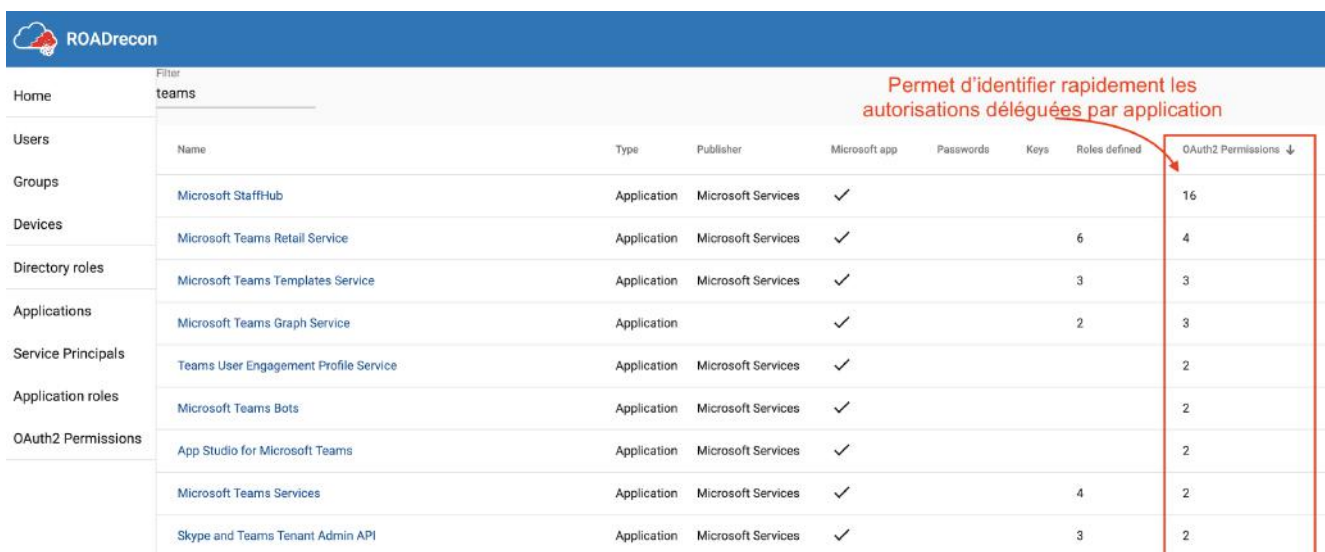 ROADrecon
Filter
teams
Permet d'identifier rapidement les
autorisations déléguées par application
Home
Users
Groups
Devices
Directory roles
Applications
Service Principals
Application roles
OAuth2 Permissions
Name Type Publisher Microsoft app Passwords Keys Roles defined OAuth2 Permissions ↓
Microsoft StaffHub Application Microsoft Services ✓ 16
Microsoft Teams Retail Service Application Microsoft Services ✓ 6 4
Microsoft Teams Templates Service Application Microsoft Services ✓ 3 3
Microsoft Teams Graph Service Application ✓ 2 3
Teams User Engagement Profile Service Application Microsoft Services ✓ 2
Microsoft Teams Bots Application Microsoft Services ✓ 2
App Studio for Microsoft Teams Application Microsoft Services ✓ 2
Microsoft Teams Services Application Microsoft Services ✓ 4 2
Skype and Teams Tenant Admin API Application Microsoft Services ✓ 3 2